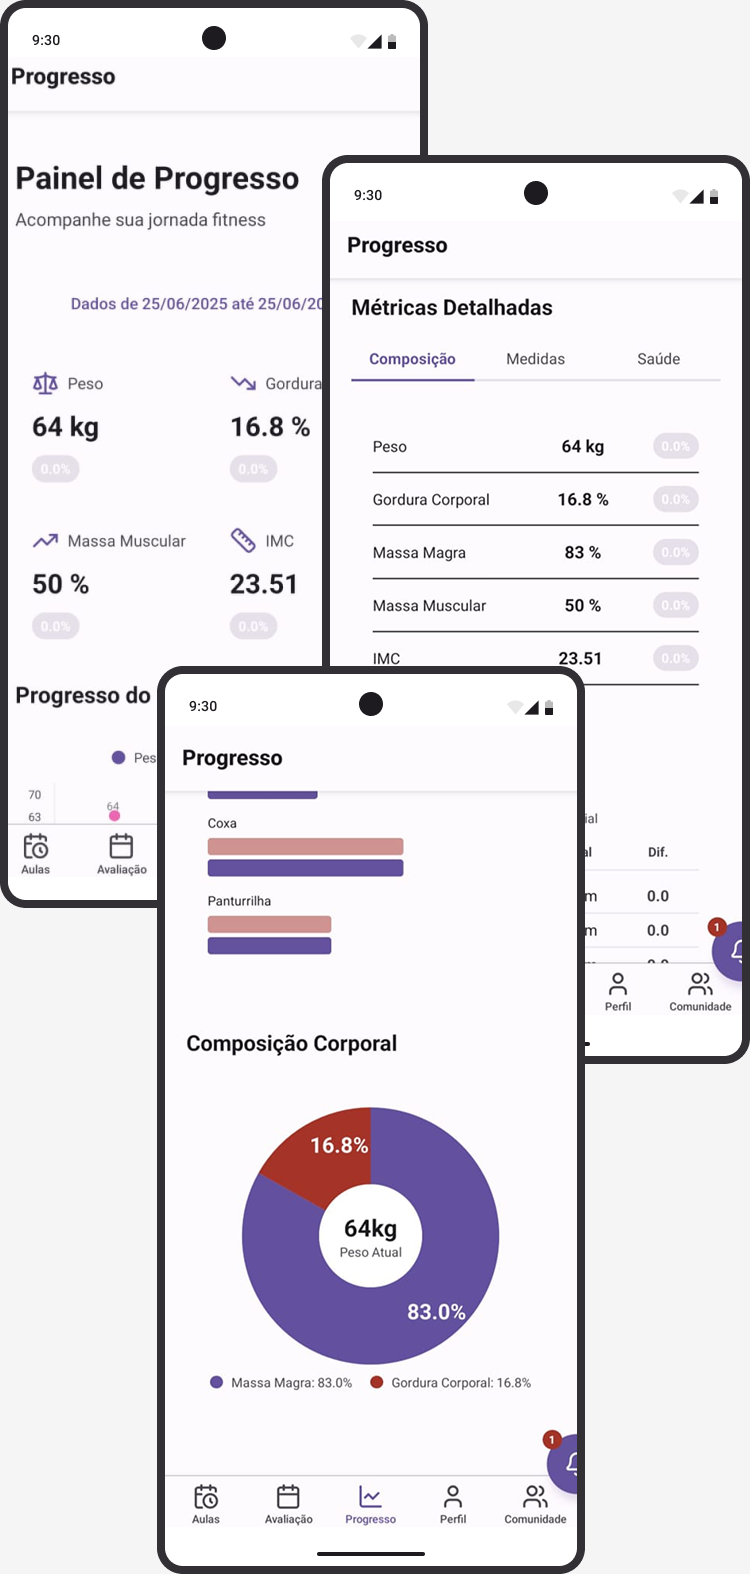 9:30
Progresso
Painel de Progresso
Acompanhe sua jornada fitness
Dados de 25/06/2025 até 25/06/20
Peso
Gordura
64 kg
16.8 %
0.0%
0.0%
Massa Muscular
IMC
50 %
23.51
0.0%
0.0%
Progresso do
Pes
70
64
63
Aulas
Avaliação
9:30
Progresso
Métricas Detalhadas
Composição
Medidas
Saúde
Peso
64 kg
0.0%
Gordura Corporal
16.8 %
0.0%
Massa Magra
83 %
0.0%
Massa Muscular
50 %
0.0%
IMC
23.51
0.0%
ial
al
Dif.
m
0.0
m
0.0
1
Perfil
Comunidade
9:30
Progresso
Coxa
Panturrilha
Composição Corporal
16.8%
64kg
Peso Atual
83.0%
Massa Magra: 83.0%
Gordura Corporal: 16.8%
1
Aulas
Avaliação
Progresso
Perfil
Comunidade